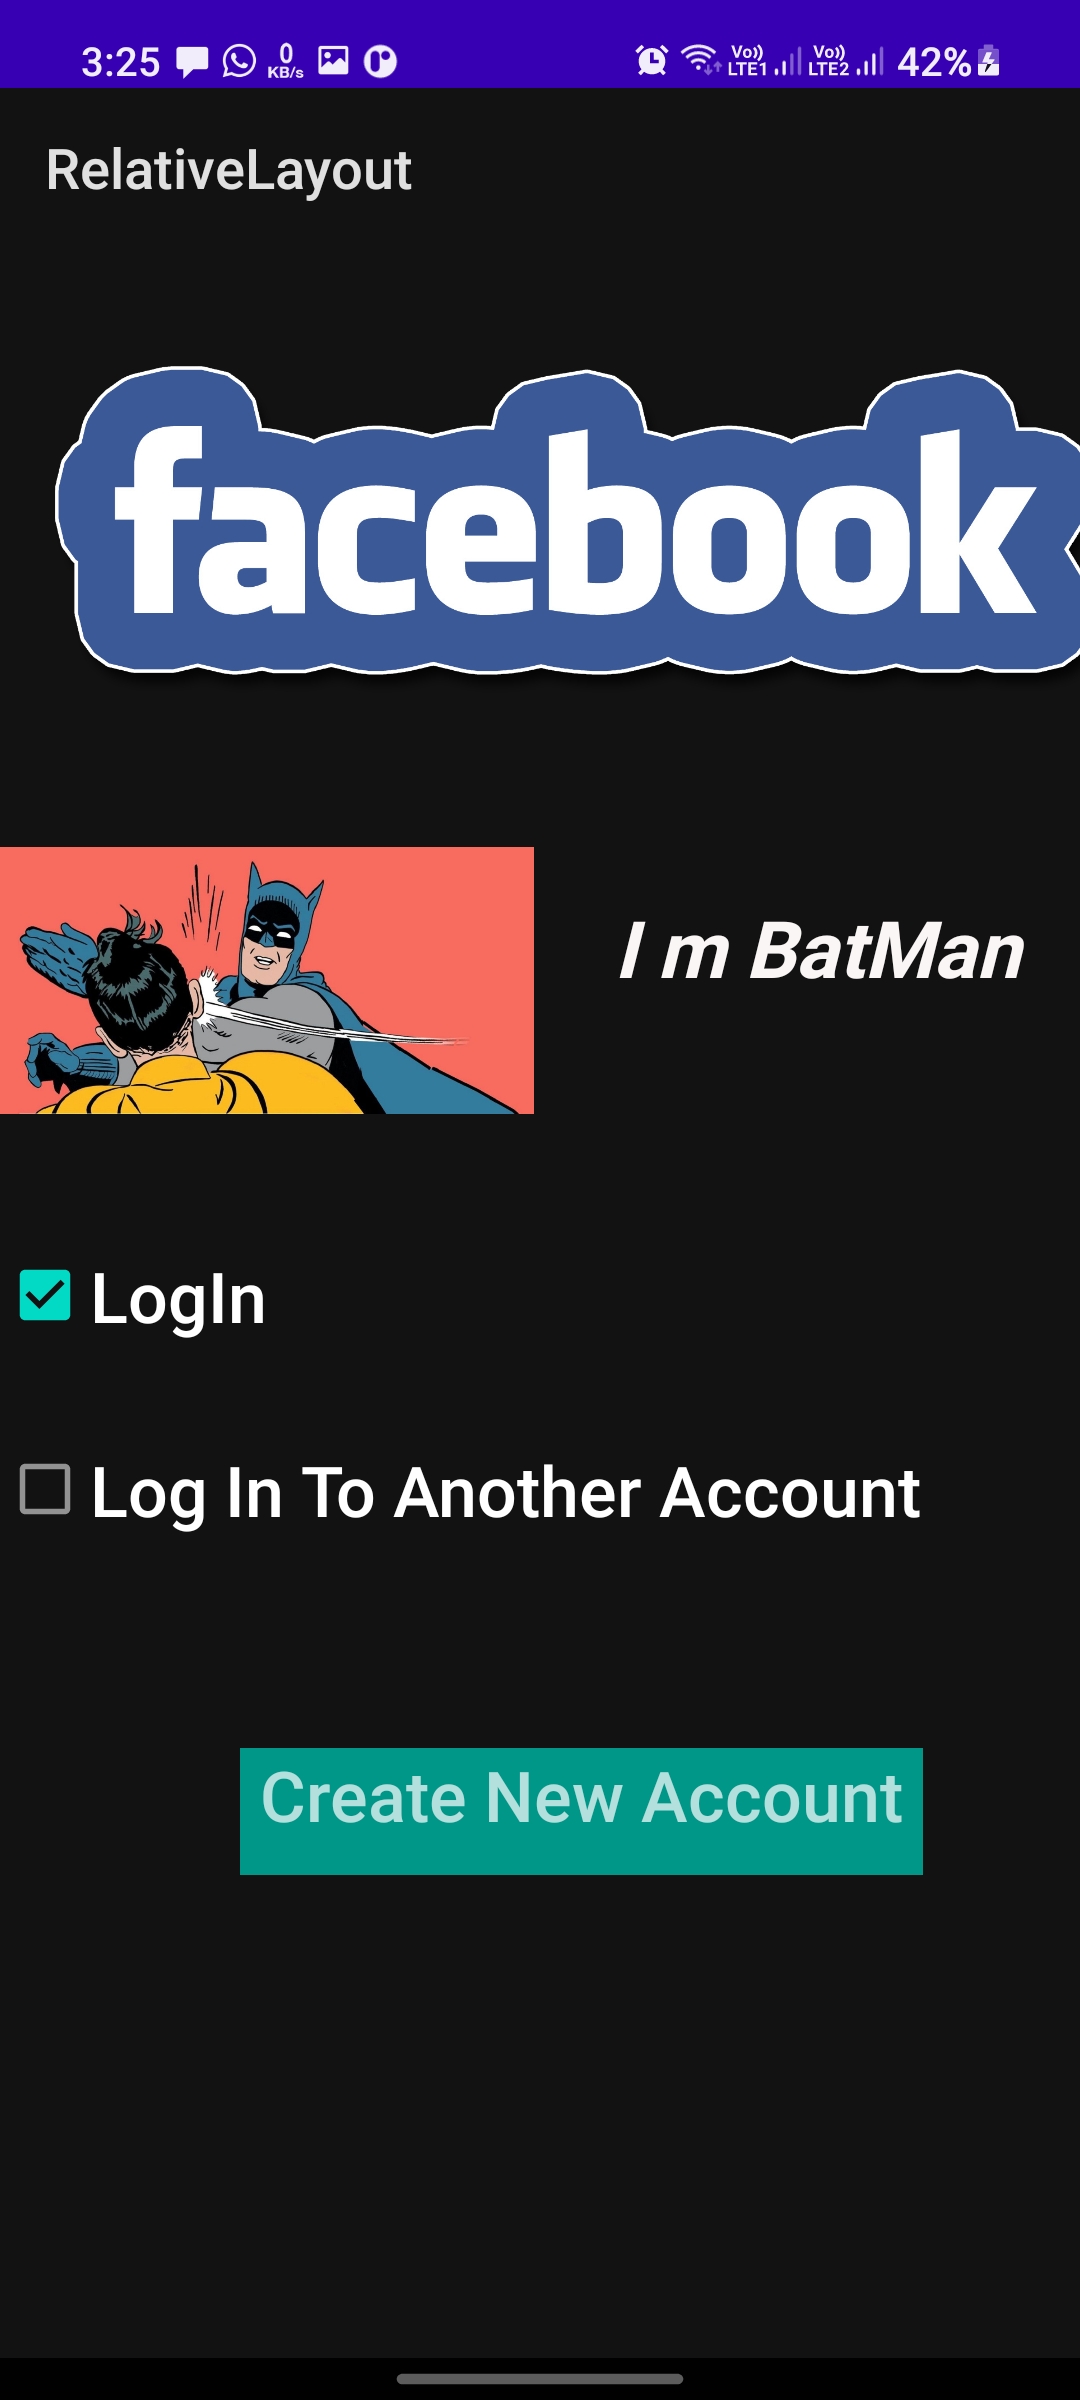 3:25 0 KB/s Vo)) LTE1 Vo)) LTE2 42%
RelativeLayout
facebook
I m BatMan
LogIn
Log In To Another Account
Create New Account